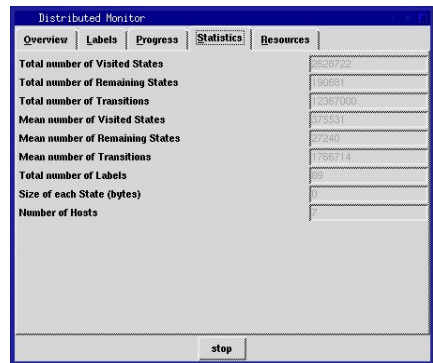 Distributed Monitor
Overview Labels Progress Statistics Resources
Total number of Visited States 2628722
Total number of Remaining States 190681
Total number of Transitions 12367000
Mean number of Visited States 375531
Mean number of Remaining States 27240
Mean number of Transitions 1766714
Total number of Labels 89
Size of each State (bytes) 0
Number of Hosts 7
stop